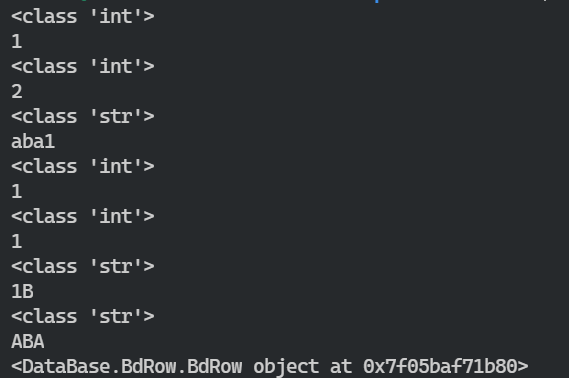 <class 'int'>
1
<class 'int'>
2
<class 'str'>
aba1
<class 'int'>
1
<class 'int'>
1
<class 'str'>
1B
<class 'str'>
ABA
<DataBase.BdRow.BdRow object at 0x7f05baf71b80>